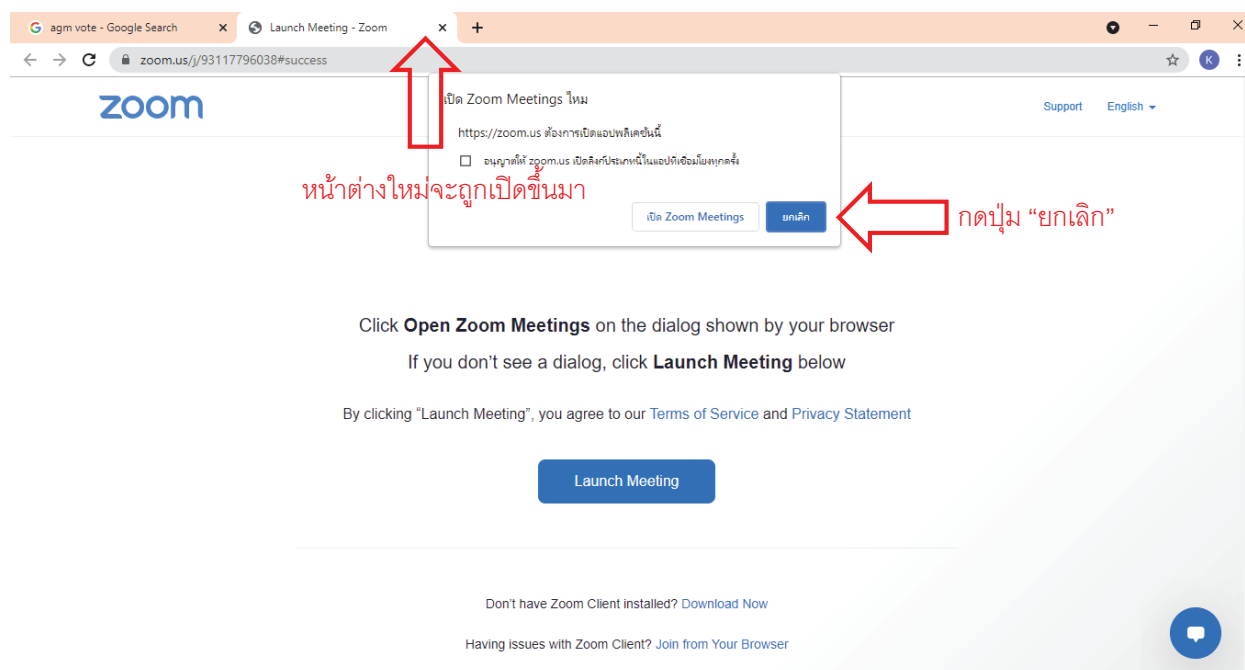 agm vote - Google Search
Launch Meeting - Zoom
zoom.us/j/93117796038#success
K
zoom
Support
English
เปิด Zoom Meetings ไหม
https://zoom.us ต้องการเปิดแอปพลิเคชันนี้
อนุญาตให้ zoom.us เปิดลิงก์ประเภทนี้ในแอปที่เชื่อมโยงทุกครั้ง
หน้าต่างใหม่จะถูกเปิดขึ้นมา
เปิด Zoom Meetings
ยกเลิก
กดปุ่ม “ยกเลิก”
Click Open Zoom Meetings on the dialog shown by your browser
If you don’t see a dialog, click Launch Meeting below
By clicking “Launch Meeting”, you agree to our Terms of Service and Privacy Statement
Launch Meeting
Don’t have Zoom Client installed? Download Now
Having issues with Zoom Client? Join from Your Browser